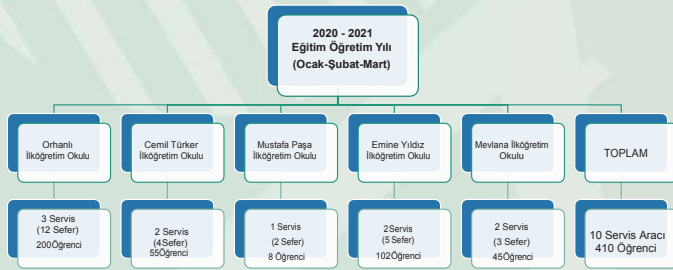 2020 - 2021
Eğitim Öğretim Yılı
(Ocak-Şubat-Mart)
Orhanlı
İlköğretim Okulu
Cemil Türker
İlköğretim Okulu
Mustafa Paşa
İlköğretim Okulu
Emine Yıldız
İlköğretim Okulu
Mevlana İlköğretim
Okulu
TOPLAM
3 Servis
(12 Sefer)
200Öğrenci
2 Servis
(4Sefer)
55Öğrenci
1 Servis
(2 Sefer)
8 Öğrenci
2Servis
(5 Sefer)
102Öğrenci
2 Servis
(3 Sefer)
45Öğrenci
10 Servis Aracı
410 Öğrenci